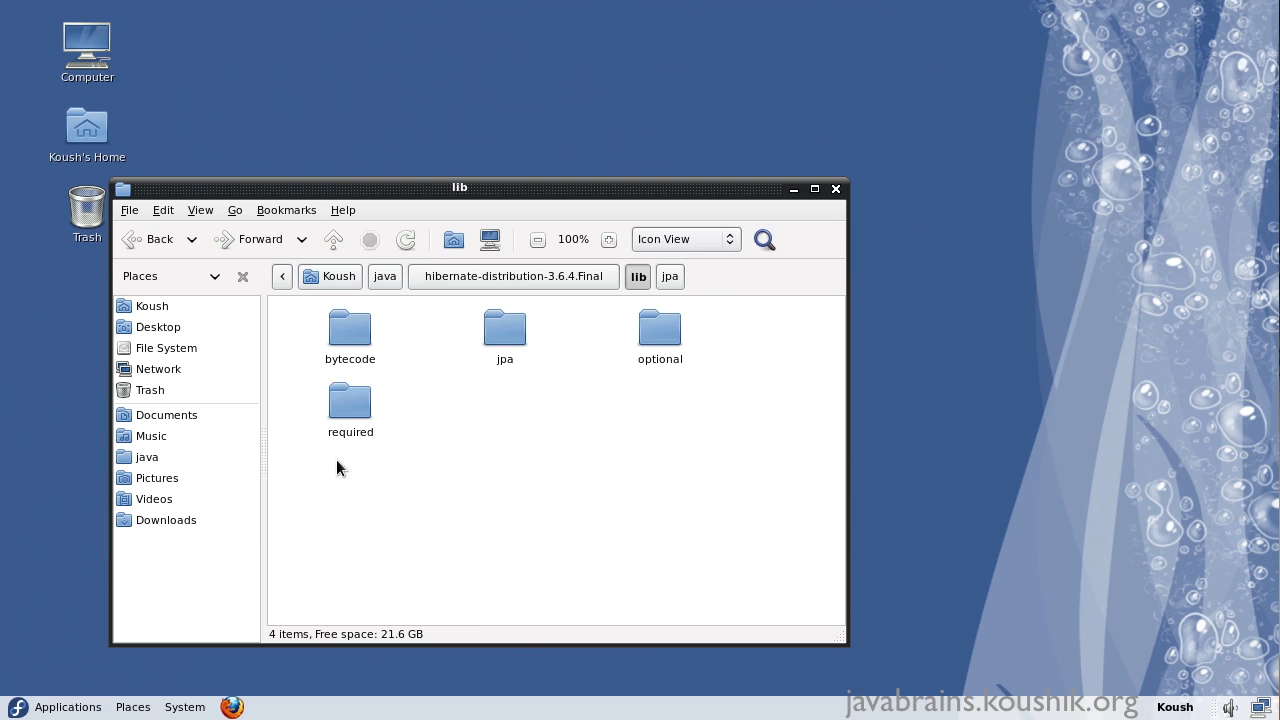 Computer
Koush's Home
Trash
lib
File Edit View Go Bookmarks Help
Back Forward 100% Icon View
Places Koush java hibernate-distribution-3.6.4.Final lib jpa
Koush
Desktop
File System
Network
Trash
Documents
Music
java
Pictures
Videos
Downloads
bytecode jpa optional
required
4 items, Free space: 21.6 GB
Applications Places System javabrains.koushik.org Koush